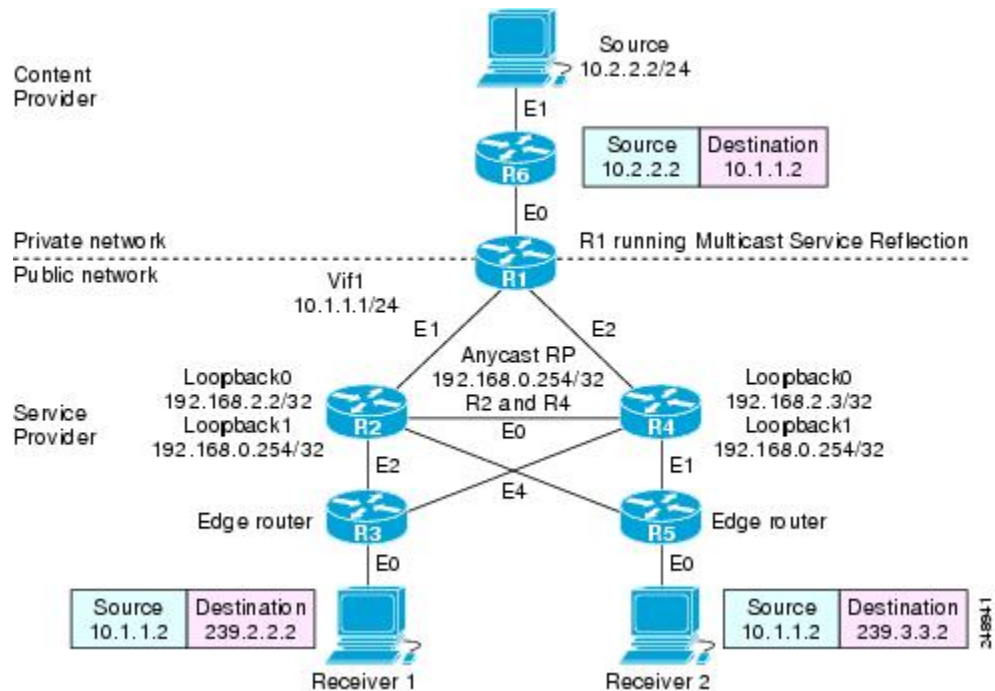 Source
10.2.2.2/24
Content
Provider
E1
R6
Source
10.2.2.2
Destination
10.1.1.2
E0
Private network
R1 running Multicast Service Reflection
Public network
R1
Vif1
10.1.1.1/24
E1
E2
Anycast RP
192.168.0.254/32
R2 and R4
Loopback0
192.168.2.2/32
Loopback1
192.168.0.254/32
Loopback0
192.168.2.3/32
Loopback1
192.168.0.254/32
Service
Provider
R2
E0
R4
E2
E1
E4
Edge router
R3
R5
Edge router
E0
E0
Source
10.1.1.2
Destination
239.2.2.2
Source
10.1.1.2
Destination
239.3.3.2
Receiver 1
Receiver 2
248941